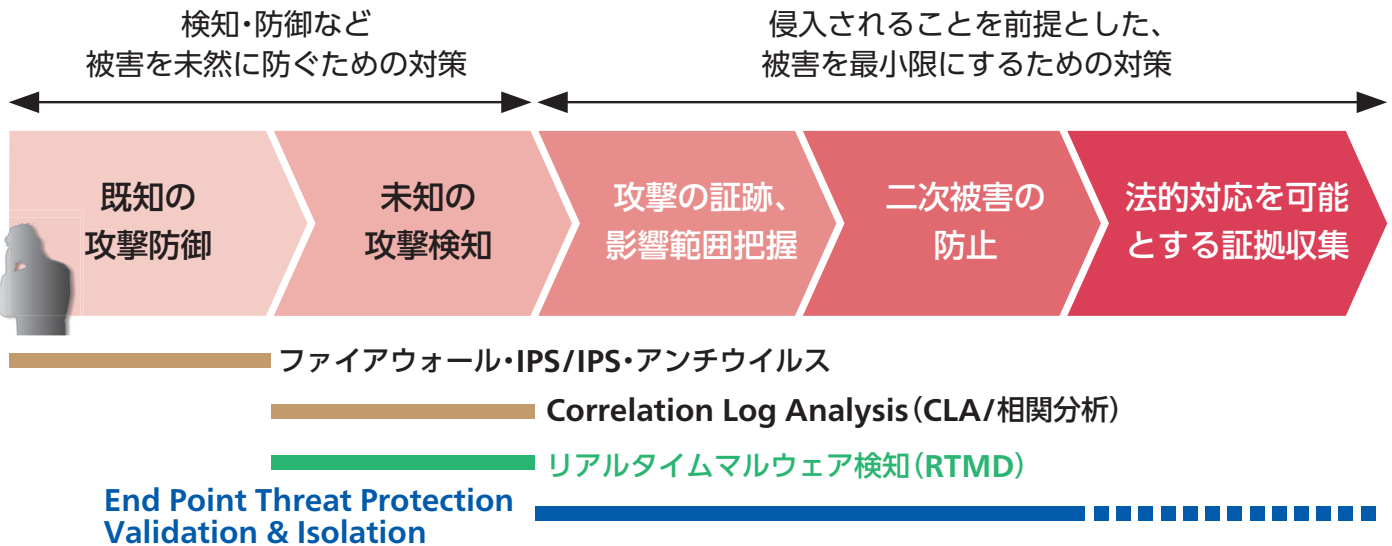 検知・防御など
被害を未然に防ぐための対策
侵入されることを前提とした、
被害を最小限にするための対策
既知の
攻撃防御
未知の
攻撃検知
攻撃の証跡、
影響範囲把握
二次被害の
防止
法的対応を可能
とする証拠収集
ファイアウォール・IPS/IPS・アンチウイルス
Correlation Log Analysis（CLA/相関分析）
リアルタイムマルウェア検知（RTMD）
End Point Threat Protection
Validation & Isolation